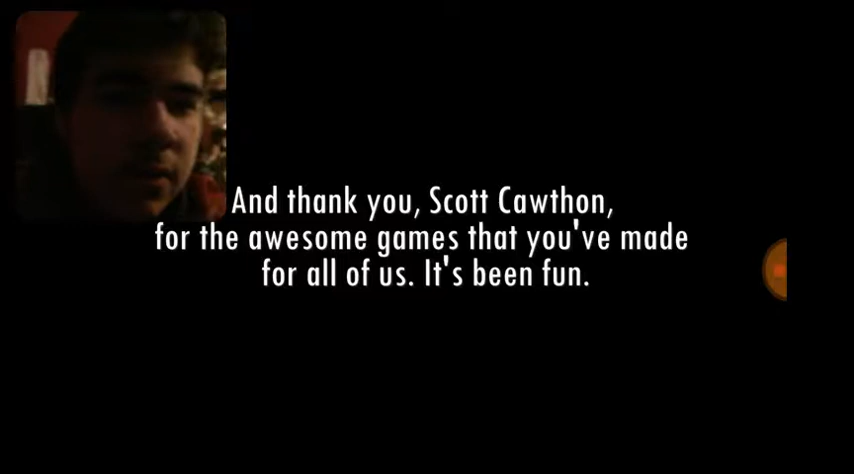 And thank you, Scott Cawthon,
for the awesome games that you've made
for all of us. It's been fun.